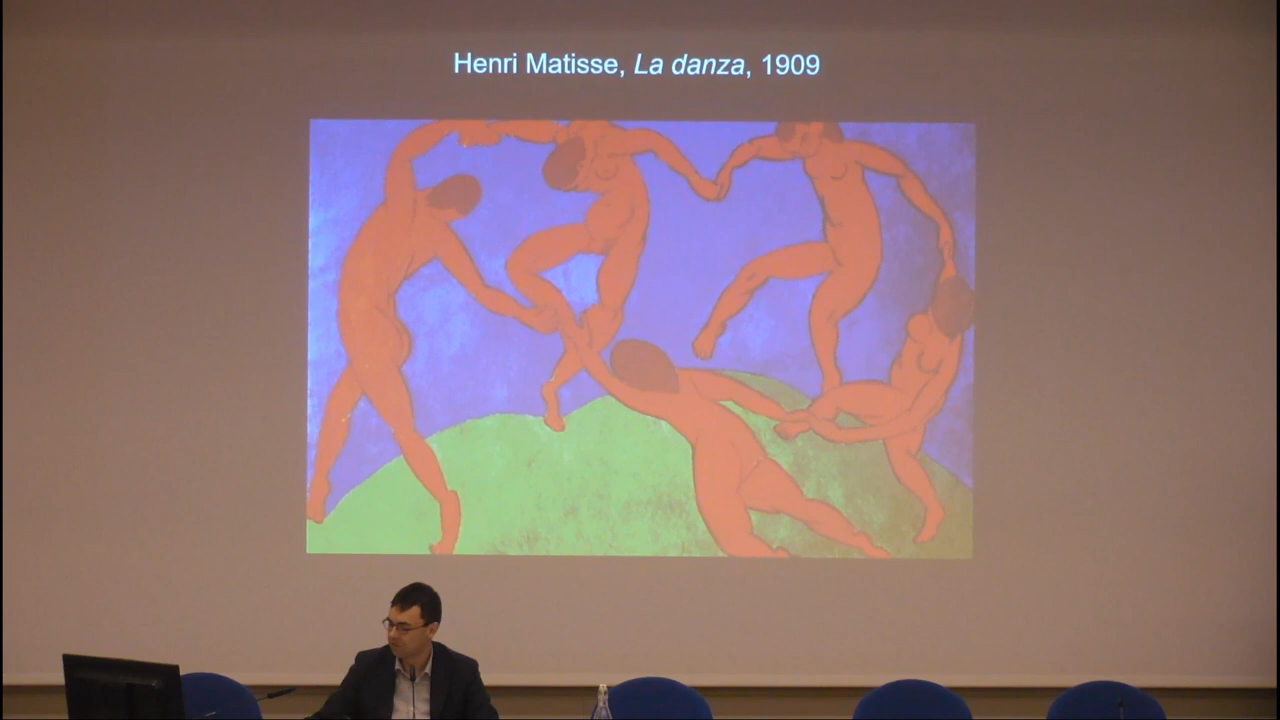 Henri Matisse, La danza, 1909